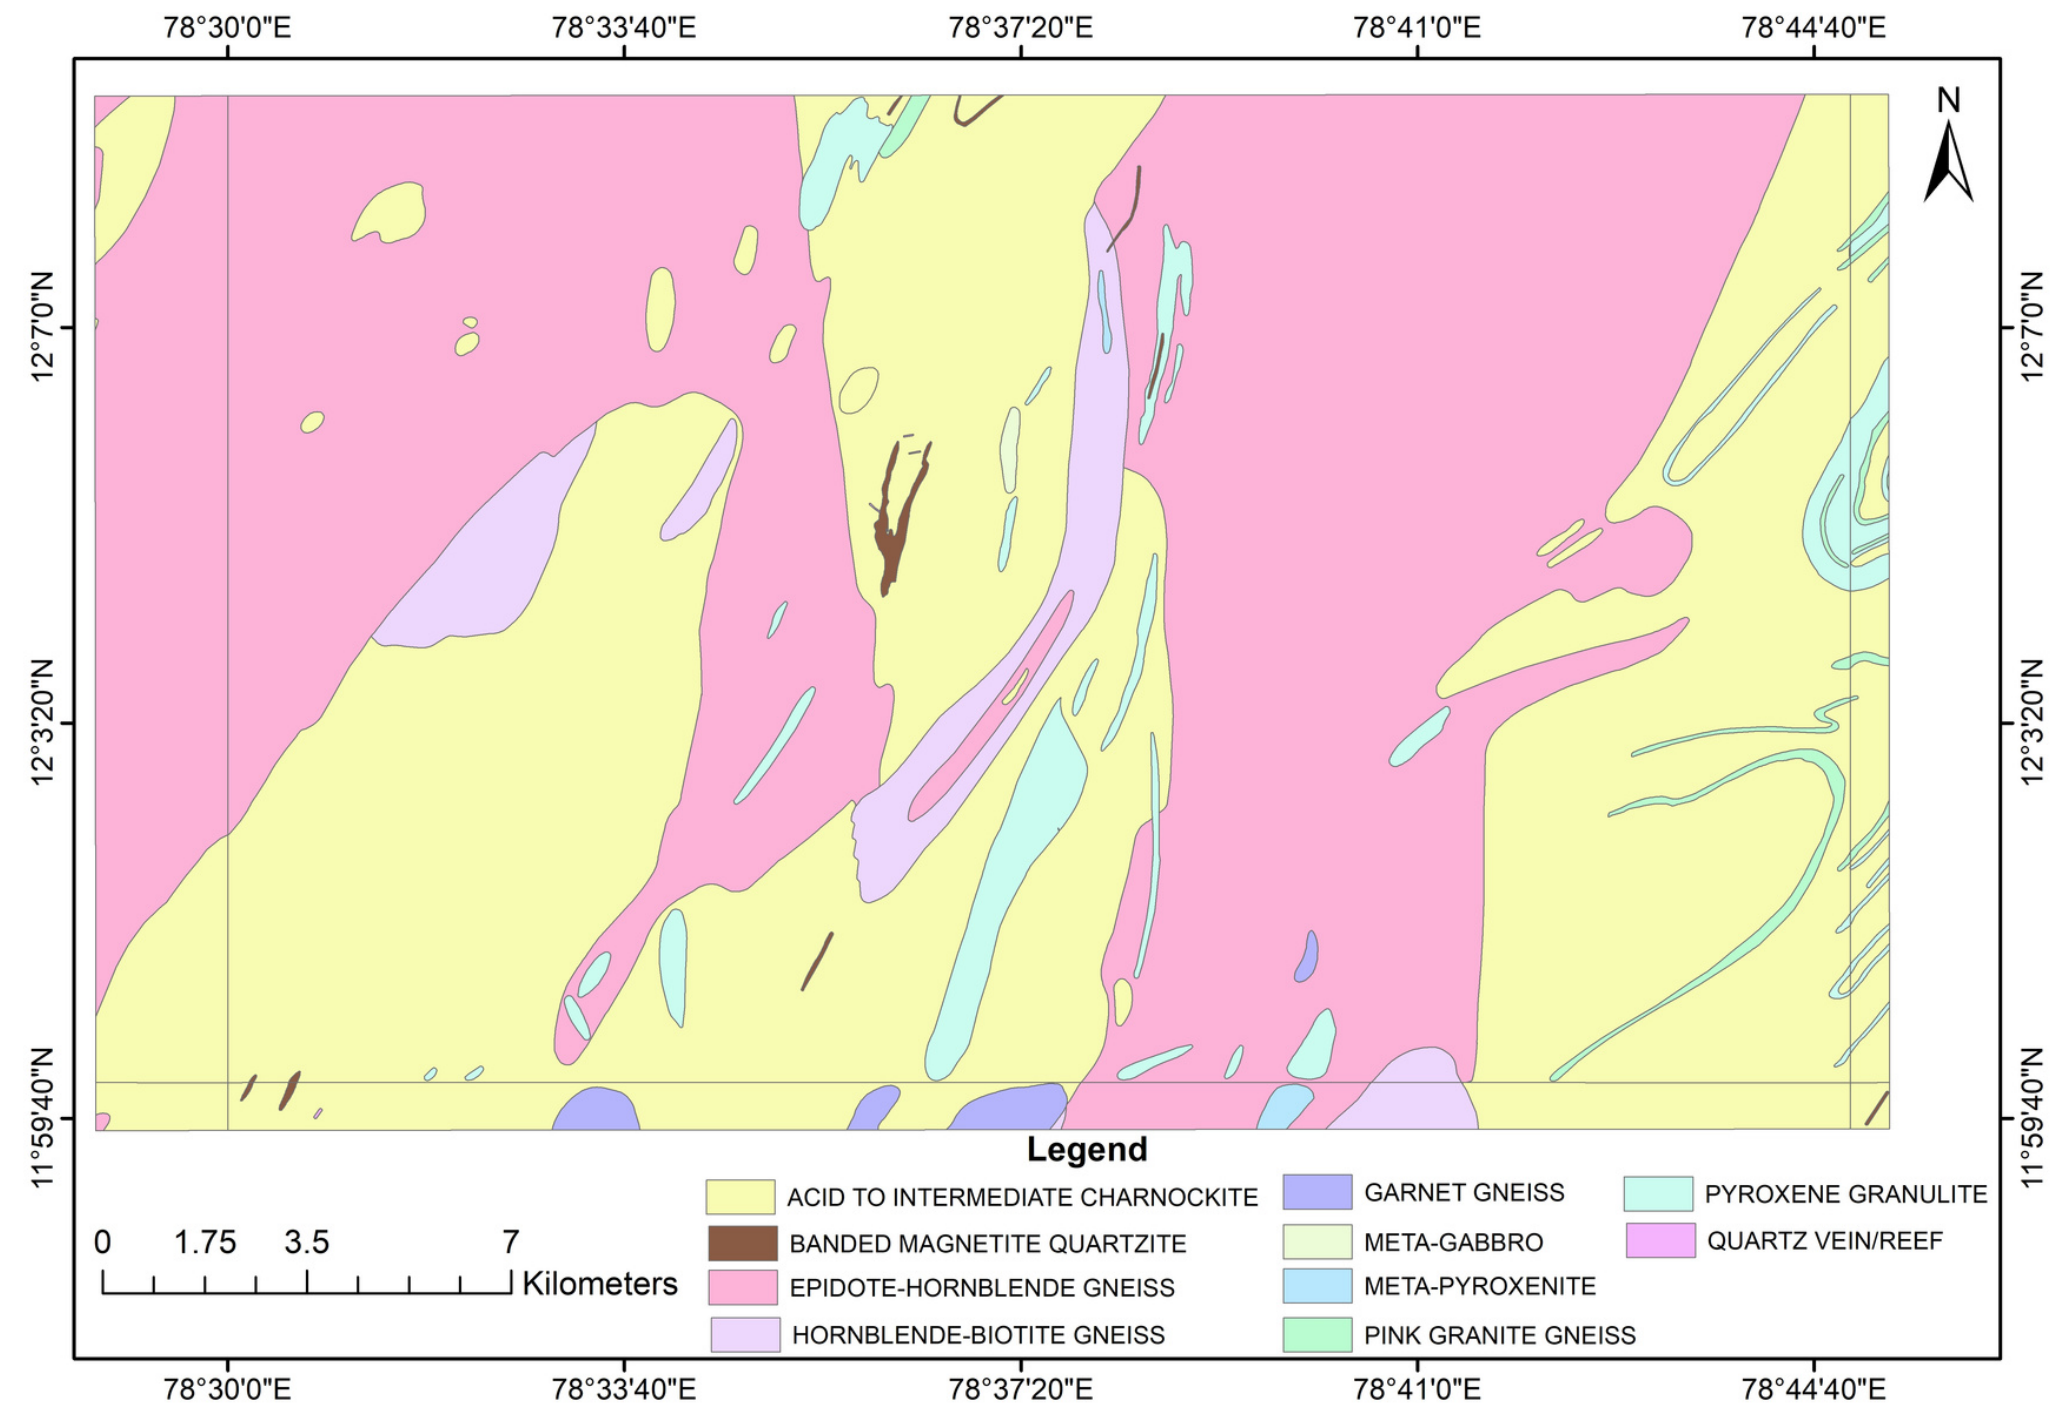 78°30'0"E 78°33'40"E 78°37'20"E 78°41'0"E 78°44'40"E
N
12°7'0"N 12°7'0"N
12°3'20"N 12°3'20"N
11°59'40"N 11°59'40"N
Legend
ACID TO INTERMEDIATE CHARNOCKITE GARNET GNEISS PYROXENE GRANULITE
BANDED MAGNETITE QUARTZITE META-GABBRO QUARTZ VEIN/REEF
0 1.75 3.5 7
Kilometers EPIDOTE-HORNBLENDE GNEISS META-PYROXENITE
HORNBLENDE-BIOTITE GNEISS PINK GRANITE GNEISS
78°30'0"E 78°33'40"E 78°37'20"E 78°41'0"E 78°44'40"E